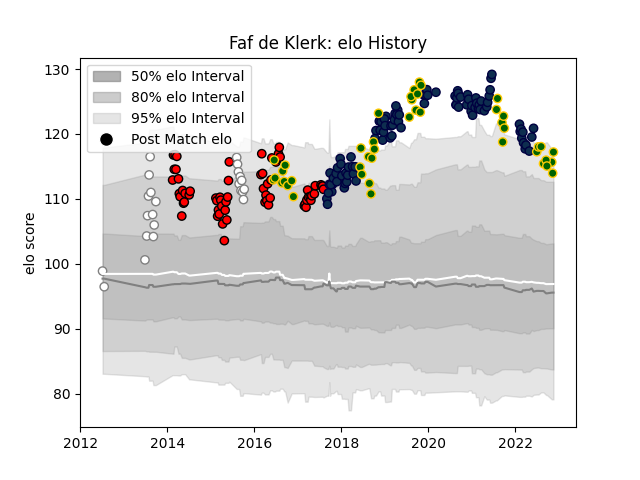 Faf de Klerk: elo History
50% elo Interval
80% elo Interval
95% elo Interval
Post Match elo
elo score
130
120
110
100
90
80
2012
2014
2016
2018
2020
2022